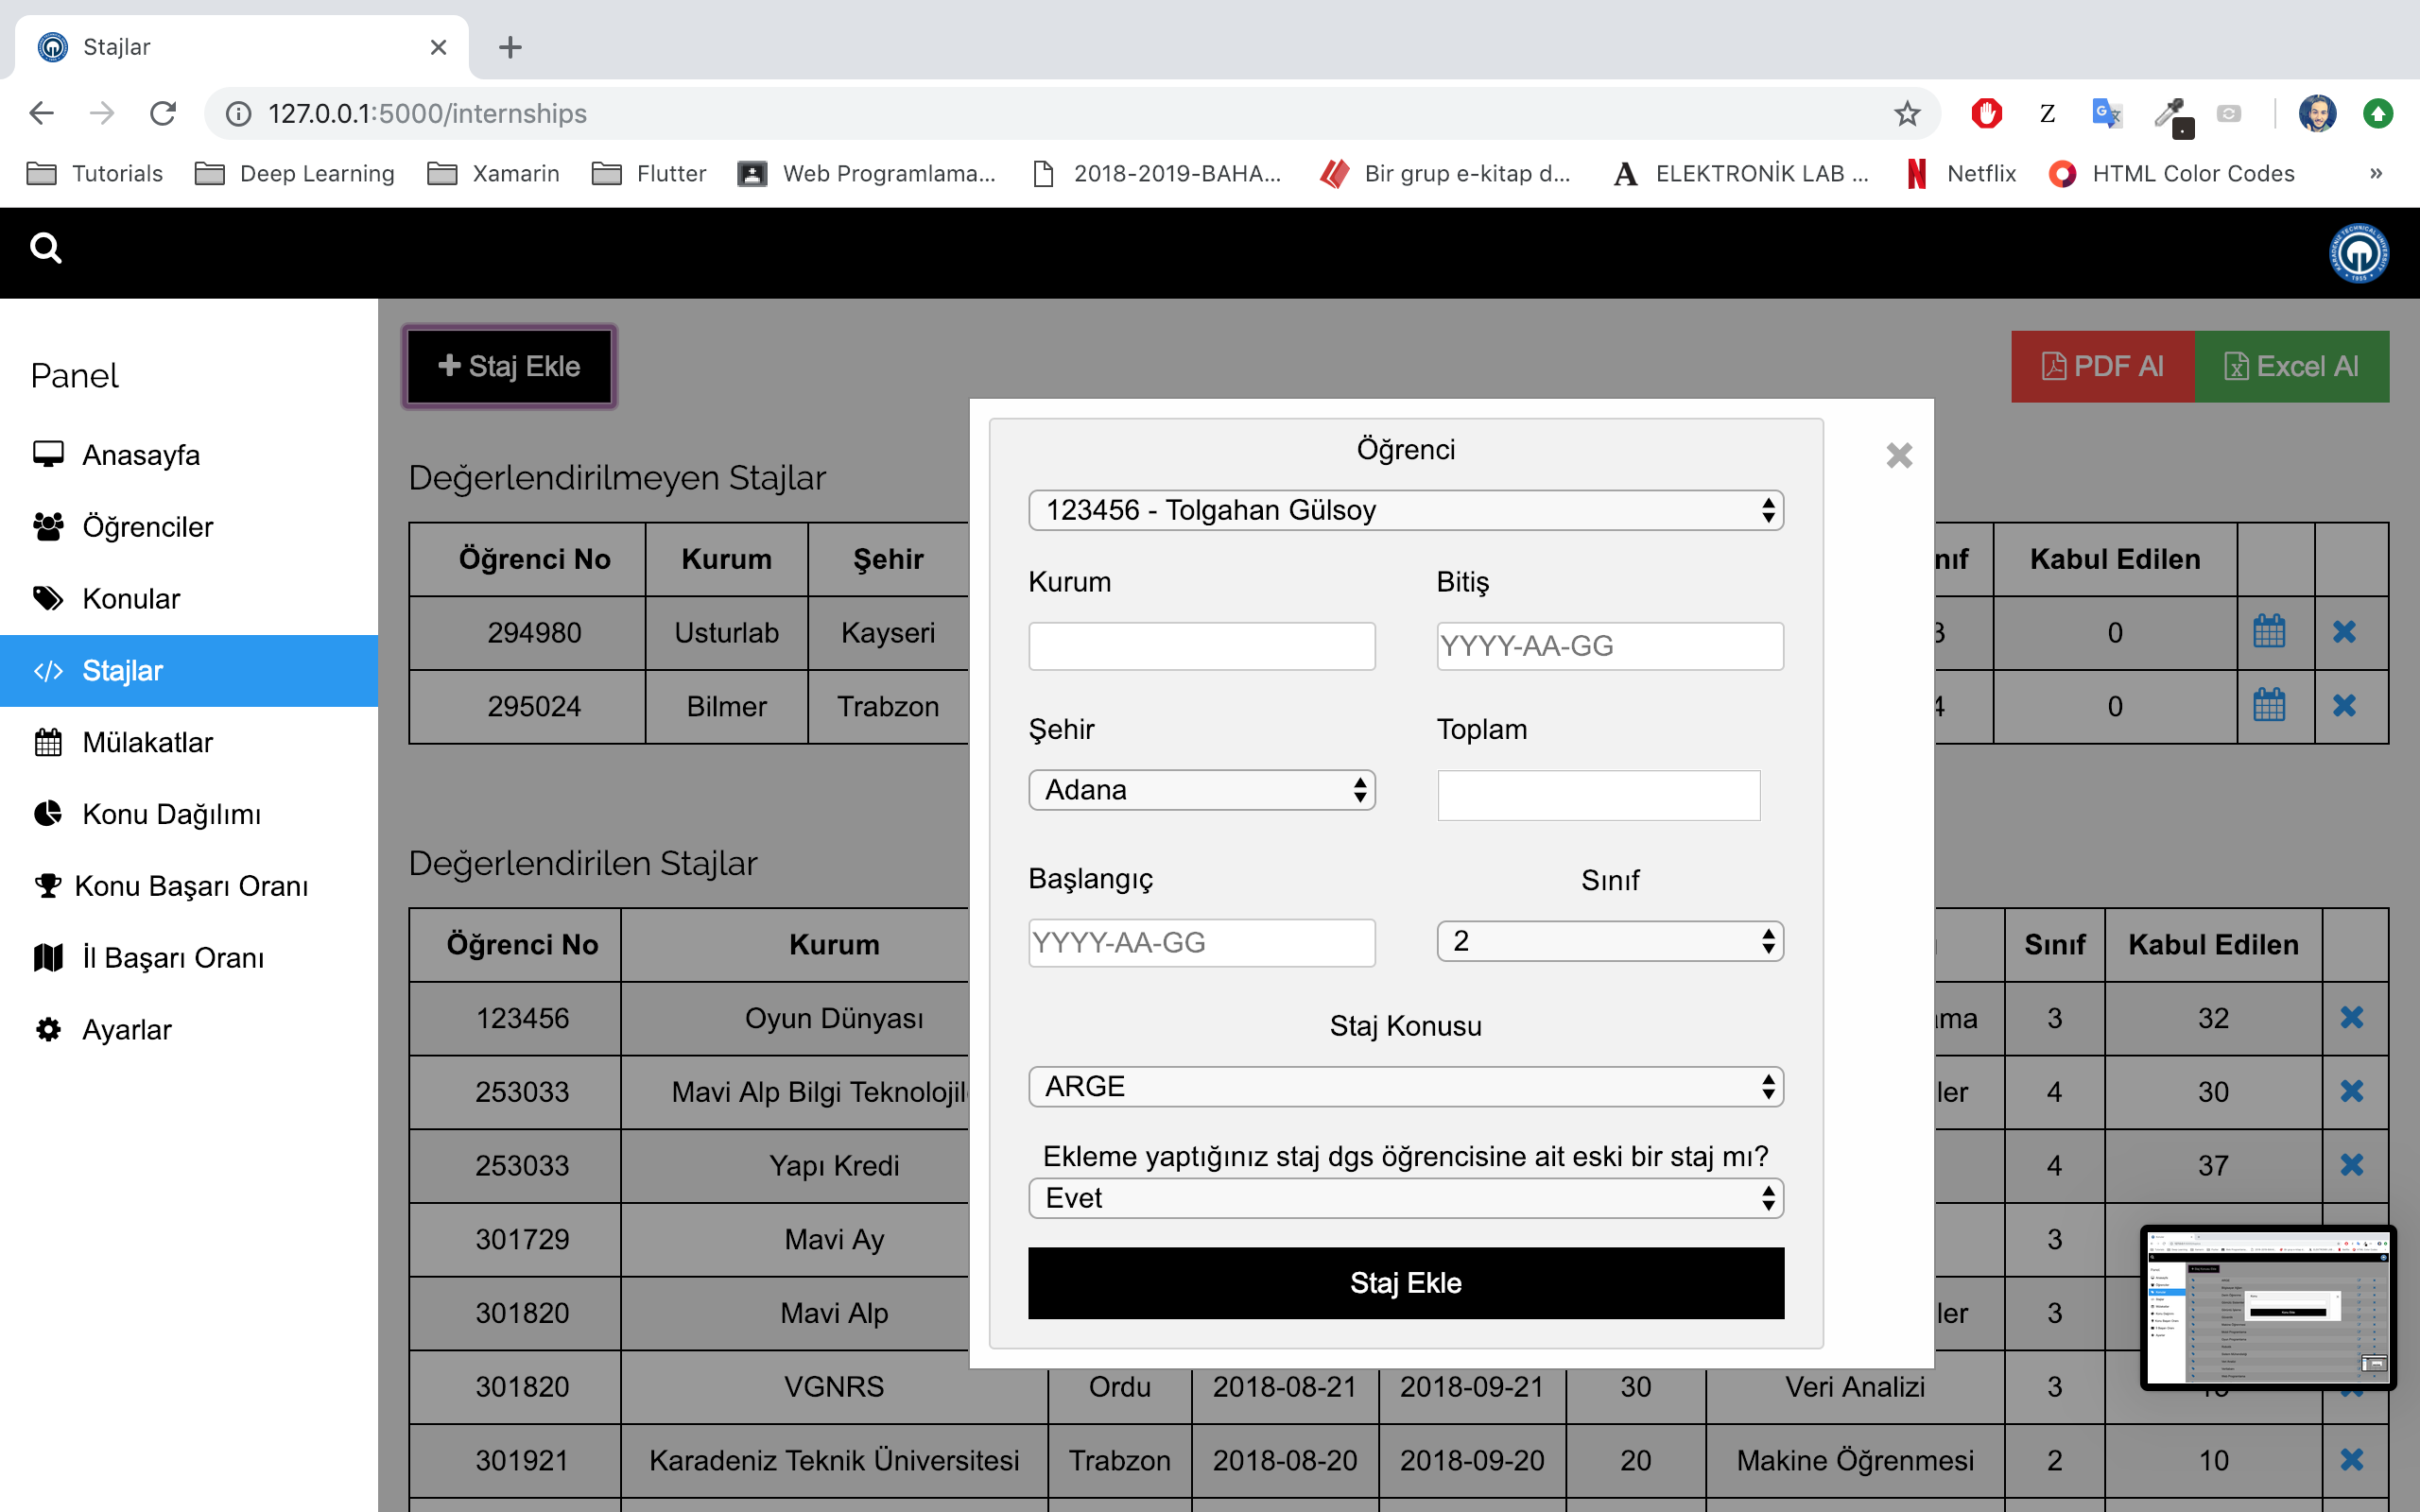 Stajlar
127.0.0.1:5000/internships
Z
Tutorials
Deep Learning
Xamarin
Flutter
Web Programlama...
2018-2019-BAHA...
Bir grup e-kitap d...
A ELEKTRONİK LAB ...
Netflix
HTML Color Codes
»
Panel
Anasayfa
Öğrenciler
Konular
Stajlar
Mülakatlar
Konu Dağılımı
Konu Başarı Oranı
İl Başarı Oranı
Ayarlar
Staj Ekle
PDF Al
Excel Al
Değerlendirilmeyen Stajlar
Öğrenci No Kurum Şehir Kabul Edilen
294980 Usturlab Kayseri 0
295024 Bilmer Trabzon 4 0
Öğrenci
123456 - Tolgahan Gülsoy
Kurum Bitiş
YYYY-AA-GG
Şehir Toplam
Adana
Başlangıç Sınıf
YYYY-AA-GG 2
Staj Konusu
ARGE
Ekleme yaptığınız staj dgs öğrencisine ait eski bir staj mı?
Evet
Staj Ekle
Değerlendirilen Stajlar
Öğrenci No Kurum Sınıf Kabul Edilen
123456 Oyun Dünyası 3 32
253033 Mavi Alp Bilgi Teknolojil 4 30
253033 Yapı Kredi 4 37
301729 Mavi Ay 3
301820 Mavi Alp 3
301820 VGNRS Ordu 2018-08-21 2018-09-21 30 Veri Analizi 3
301921 Karadeniz Teknik Üniversitesi Trabzon 2018-08-20 2018-09-20 20 Makine Öğrenmesi 2 10